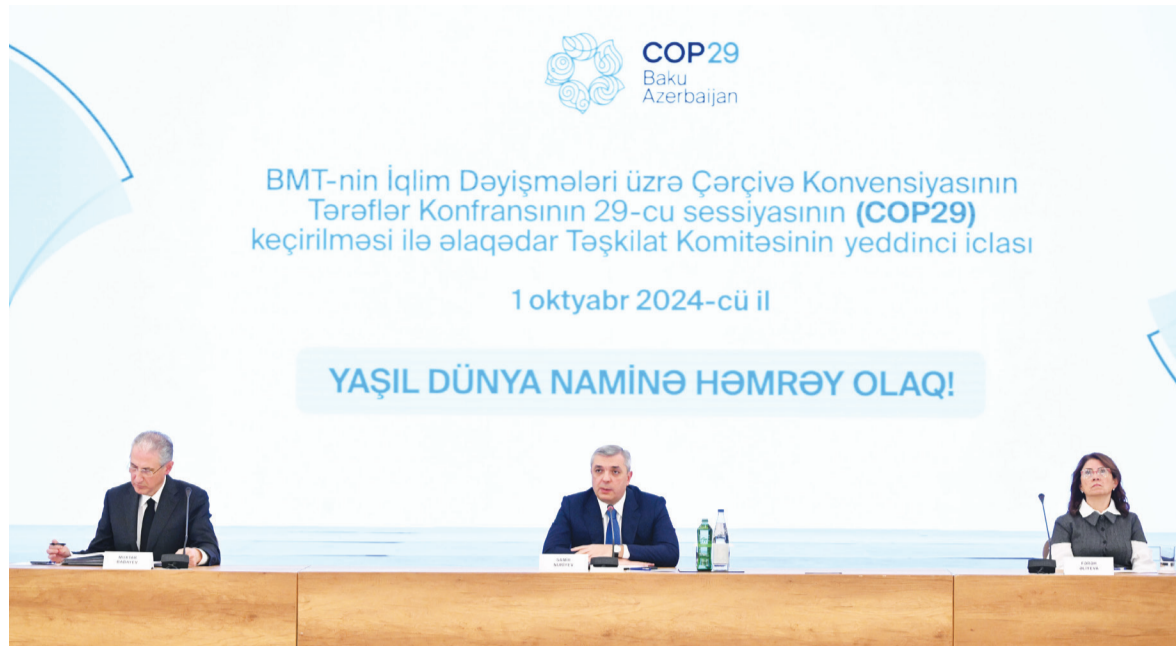 COP29
Baku
Azerbaijan
BMT-nin İqlim Dəyişmələri üzrə Çərçivə Konvensiyasının
Tərəflər Konfransının 29-cu sessiyasının (COP29)
keçirilməsi ilə əlaqədar Təşkilat Komitəsinin yeddinci iclası
1 oktyabr 2024-cü il
YAŞIL DÜNYA NAMİNƏ HƏMRƏY OLAQ!